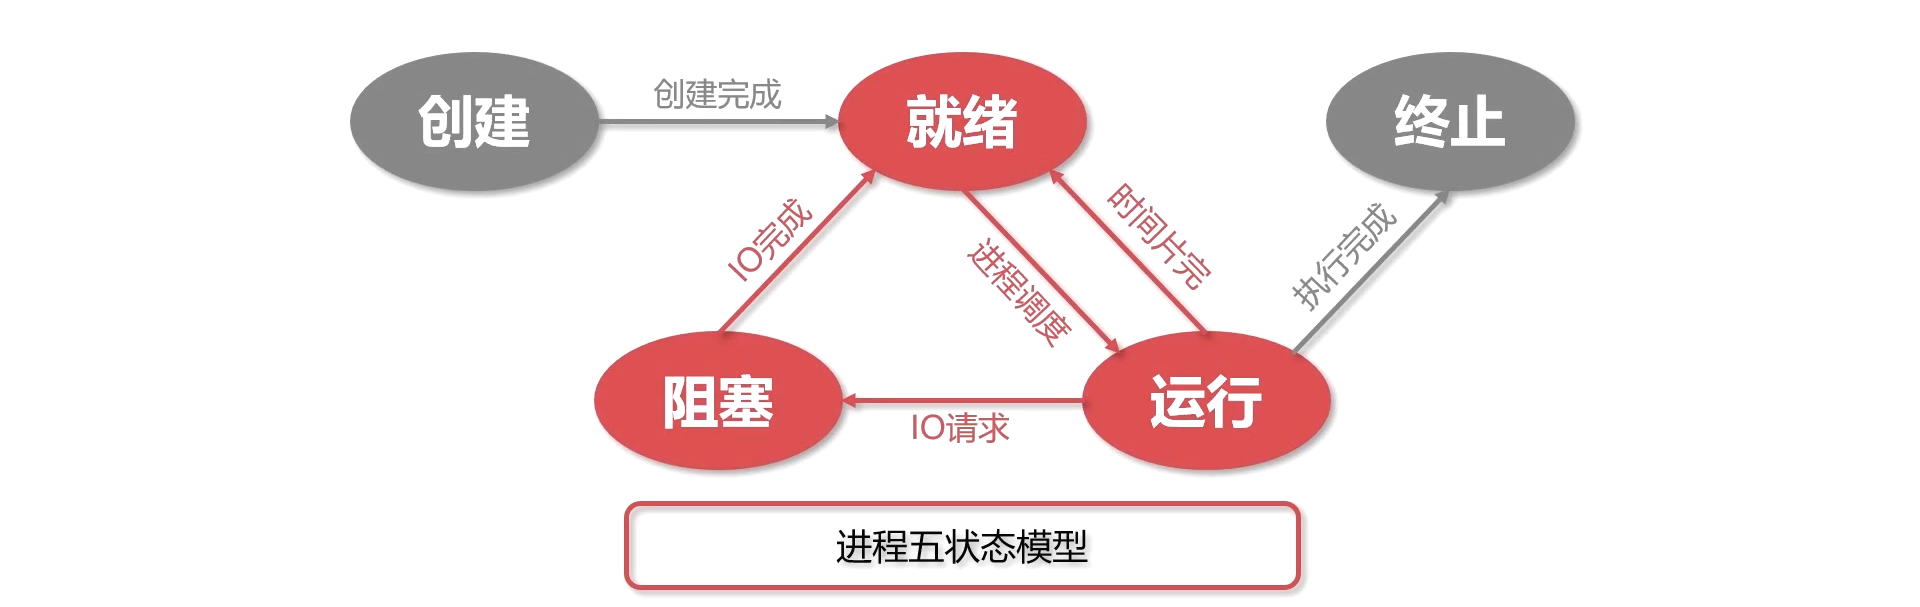 创建
创建完成
就绪
终止
IO完成
进程调度
时间片完
执行完成
阻塞
IO请求
运行
进程五状态模型